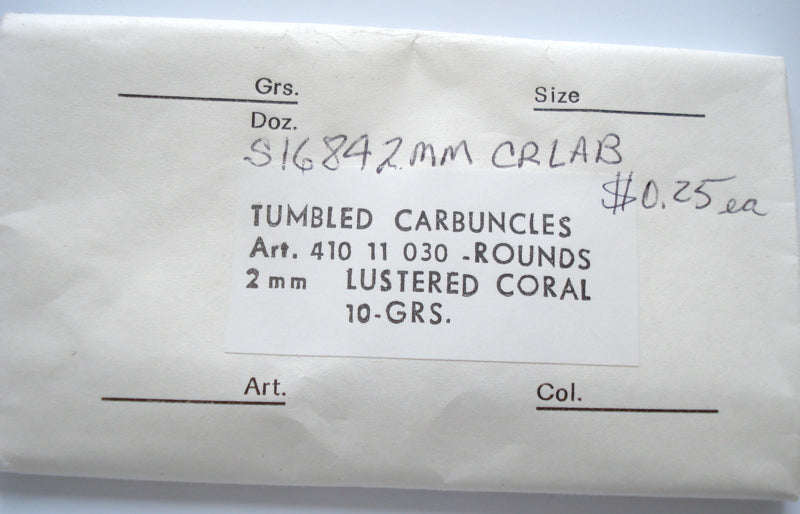 Grs.
Size
Doz.
S16842mm CRLAB
$0.25ea
TUMBLED CARBUNCLES
Art. 410 11 030 -ROUNDS
2mm LUSTERED CORAL
10-GRS.
Art.
Col.